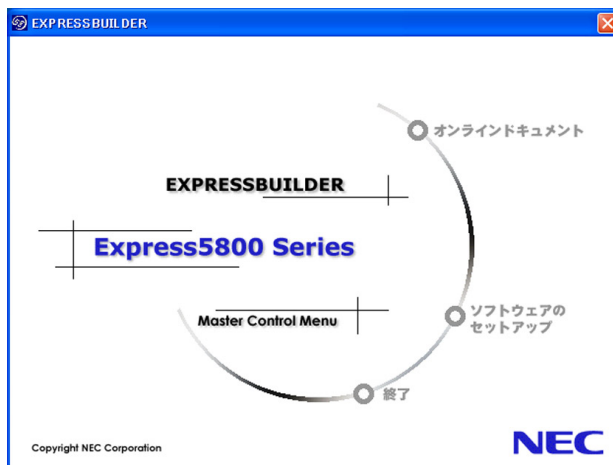 EXPRESSBUILDER
オンラインドキュメント
EXPRESSBUILDER
Express5800 Series
ソフトウェアの
セットアップ
Master Control Menu
終了
Copyright NEC Corporation
NEC